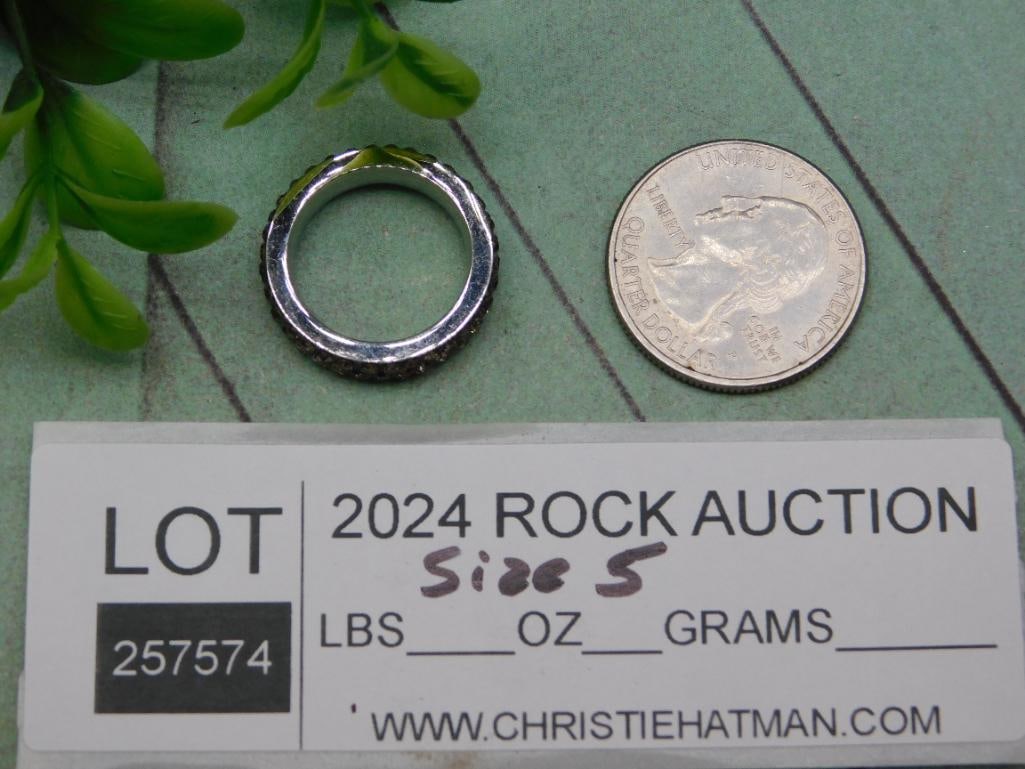 UNITED STATES OF AMERICA
LIBERTY
IN
GOD WE
TRUST
QUARTER DOLLAR
LOT
257574
2024 ROCK AUCTION
Size 5
LBS____OZ___GRAMS______
WWW.CHRISTIEHATMAN.COM